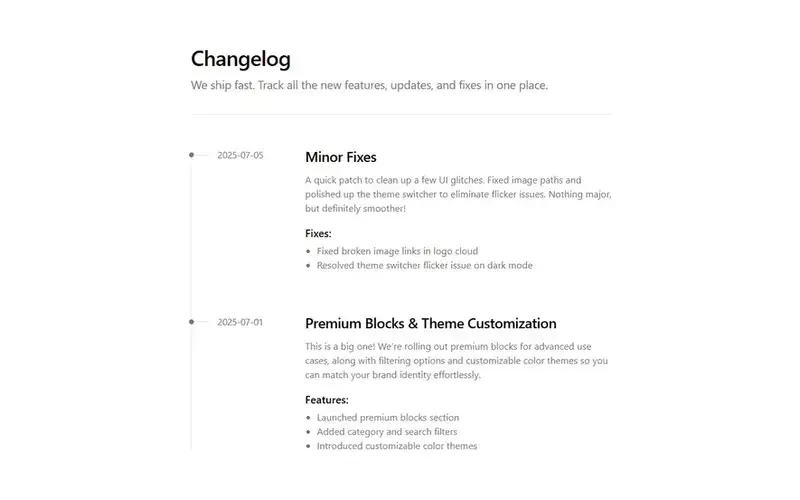 Changelog
We ship fast. Track all the new features, updates, and fixes in one place.
2025-07-05
Minor Fixes
A quick patch to clean up a few UI glitches. Fixed image paths and
polished up the theme switcher to eliminate flicker issues. Nothing major,
but definitely smoother!
Fixes:
• Fixed broken image links in logo cloud
• Resolved theme switcher flicker issue on dark mode
2025-07-01
Premium Blocks & Theme Customization
This is a big one! We're rolling out premium blocks for advanced use
cases, along with filtering options and customizable color themes so you
can match your brand identity effortlessly.
Features:
• Launched premium blocks section
• Added category and search filters
• Introduced customizable color themes